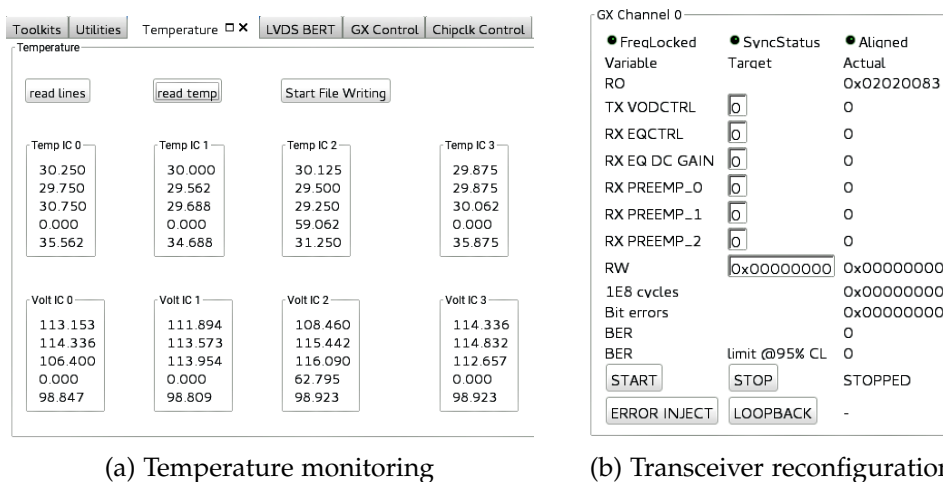 Toolkits Utilities Temperature LVDS BERT GX Control Chipclk Control
Temperature
read lines read temp Start File Writing
Temp IC 0 Temp IC 1 Temp IC 2 Temp IC 3
30.250 30.000 30.125 29.875
29.750 29.562 29.500 29.875
30.750 29.688 29.250 30.062
0.000 0.000 59.062 0.000
35.562 34.688 31.250 35.875
Volt IC 0 Volt IC 1 Volt IC 2 Volt IC 3
113.153 111.894 108.460 114.336
114.336 113.573 115.442 114.832
106.400 113.954 116.090 112.657
0.000 0.000 62.795 0.000
98.847 98.809 98.923 98.923
(a) Temperature monitoring
GX Channel 0
FreqLocked SyncStatus Aligned
Variable Target Actual
RO 0x02020083
TX VODCTRL 0 0
RX EQCTRL 0 0
RX EQ DC GAIN 0 0
RX PREEMP_0 0 0
RX PREEMP_1 0 0
RX PREEMP_2 0 0
RW 0x00000000 0x00000000
1E8 cycles 0x00000000
Bit errors 0x00000000
BER 0
BER limit @95% CL 0
START STOP STOPPED
ERROR INJECT LOOPBACK -
(b) Transceiver reconfiguration